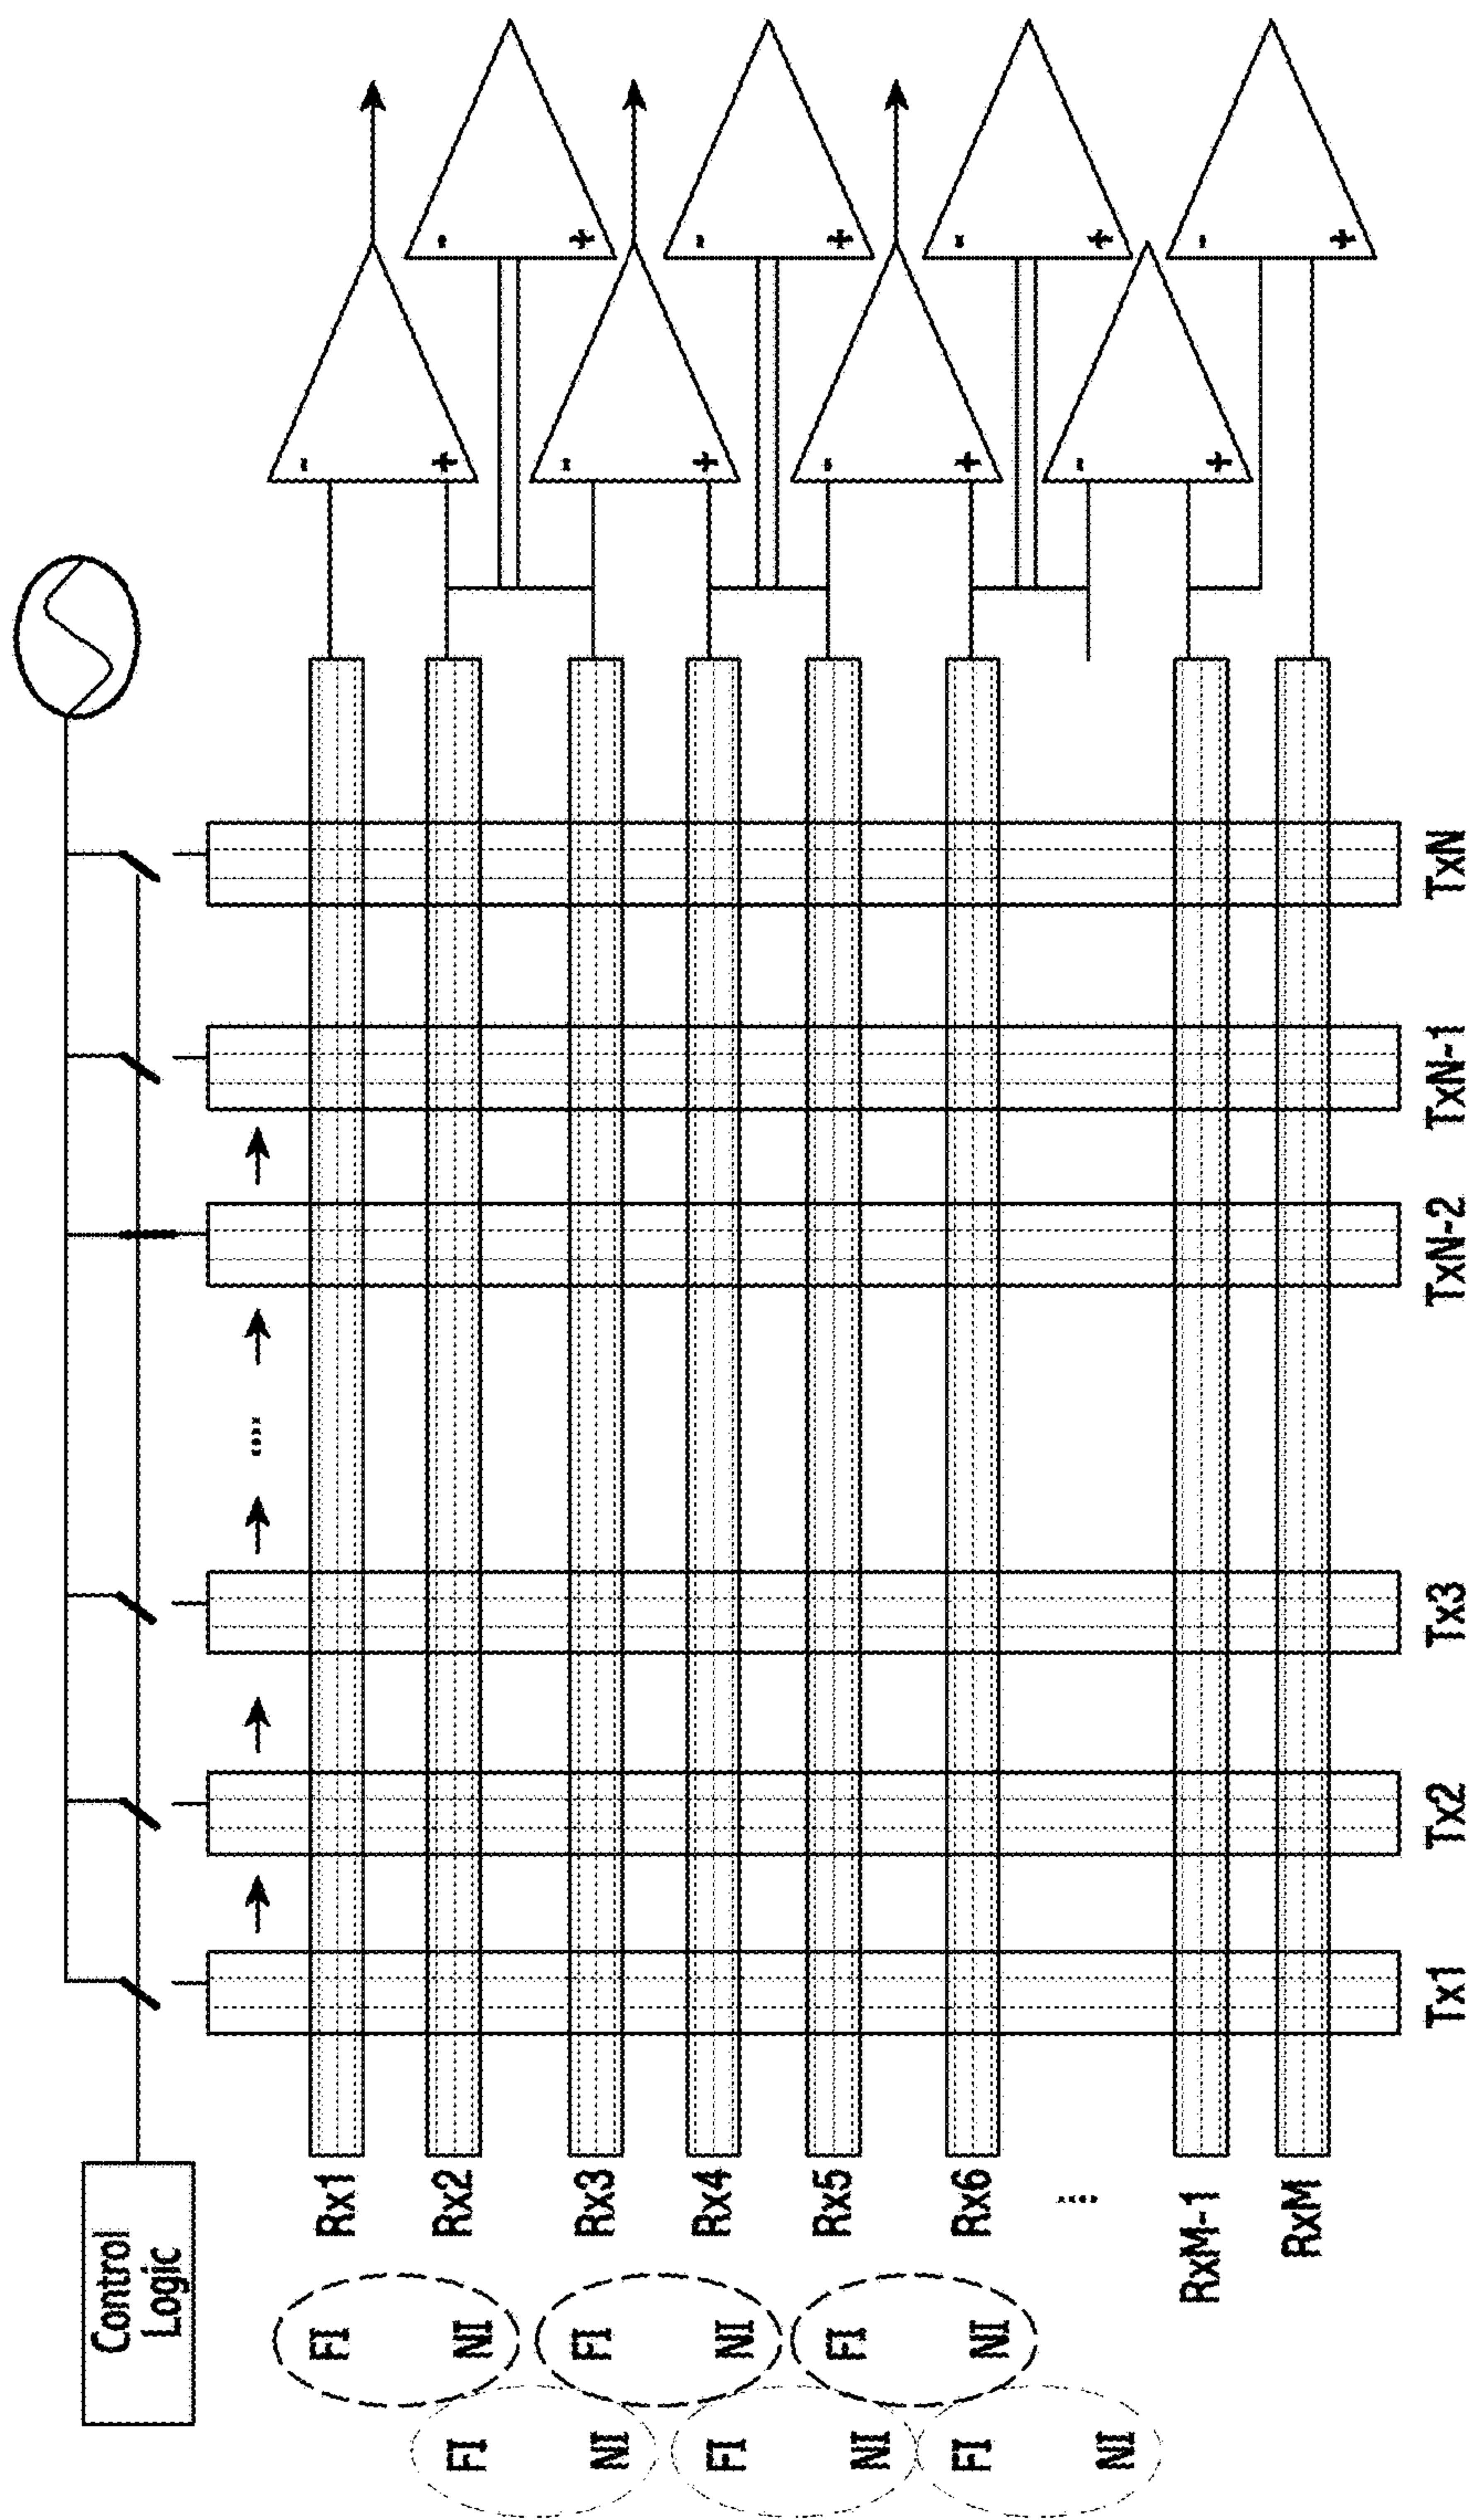 Control
Logic
FI
NI
FI
NI
FI
NI
FI
NI
FI
NI
FI
NI
Rx1
Rx2
Rx3
Rx4
Rx5
Rx6
....
RxM-1
RxM
...
- +
- +
- +
- +
- +
- +
- +
- +
Tx1
Tx2
Tx3
TxN-2
TxN-1
TxN